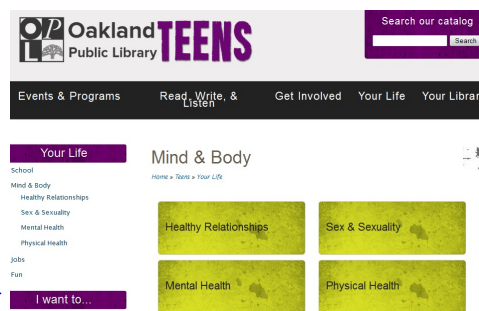 Oakland TEENS
Public Library
Search our catalog
Search
Events & Programs
Read, Write, &
Listen
Get Involved
Your Life
Your Librar
Your Life
School
Mind & Body
Healthy Relationships
Sex & Sexuality
Mental Health
Physical Health
Jobs
Fun
I want to...
Mind & Body
Home » Teens » Your Life
Healthy Relationships
Sex & Sexuality
Mental Health
Physical Health